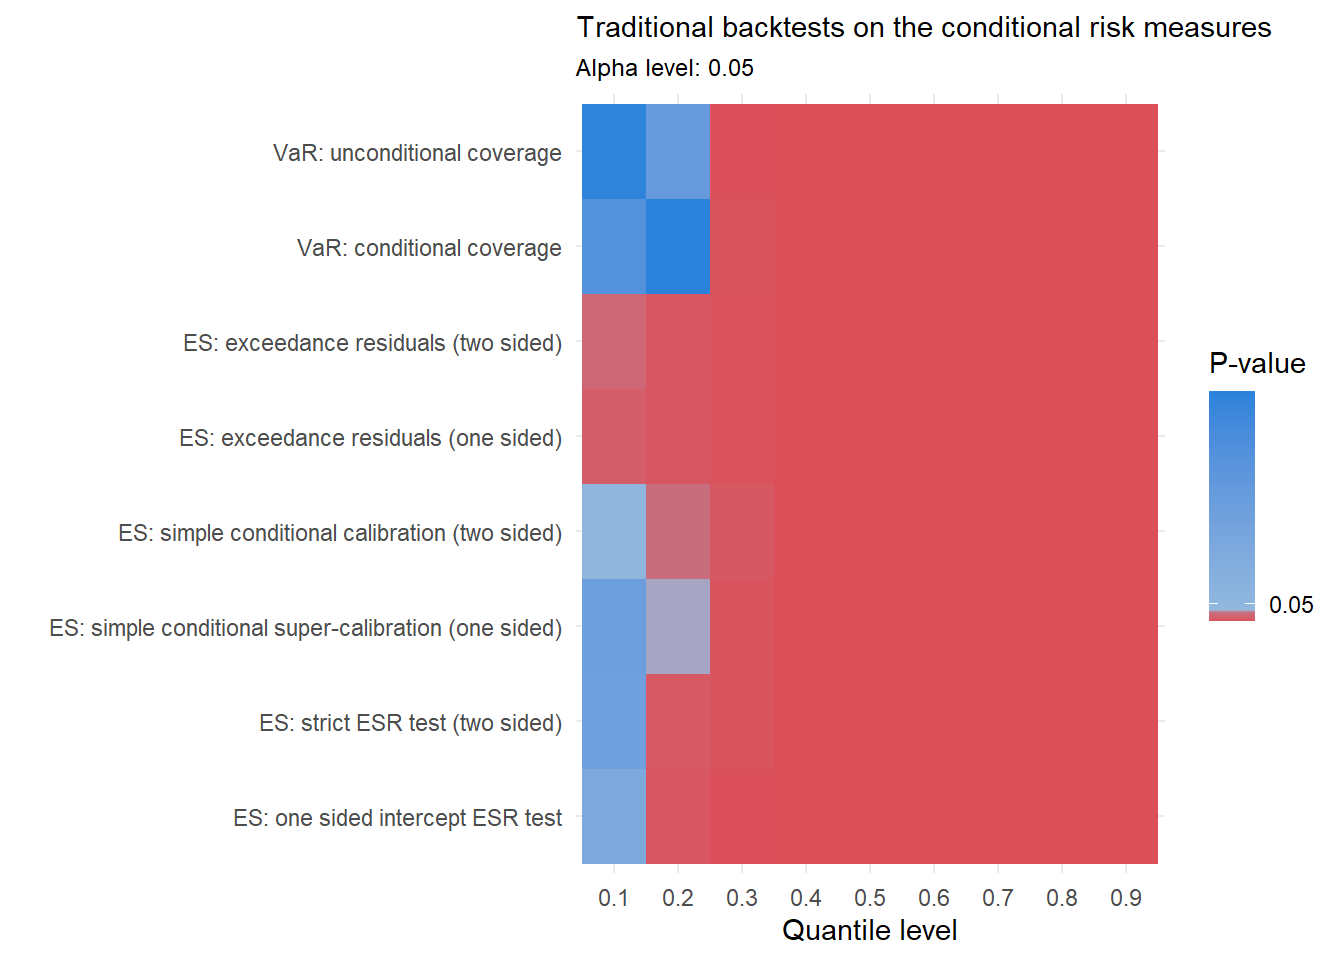 Traditional backtests on the conditional risk measures
Alpha level: 0.05
VaR: unconditional coverage
VaR: conditional coverage
ES: exceedance residuals (two sided)
ES: exceedance residuals (one sided)
ES: simple conditional calibration (two sided)
ES: simple conditional super-calibration (one sided)
ES: strict ESR test (two sided)
ES: one sided intercept ESR test
0.1 0.2 0.3 0.4 0.5 0.6 0.7 0.8 0.9
Quantile level
P-value
0.05